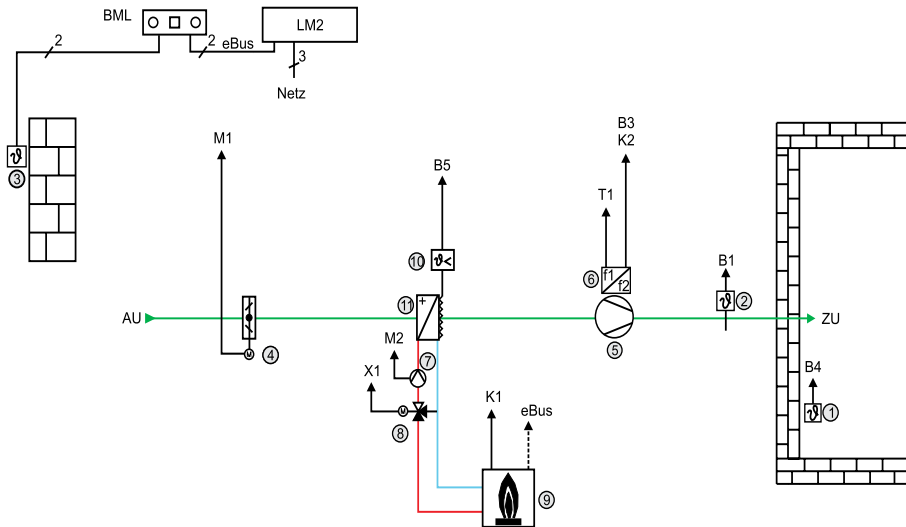 BML
LM2
2
2
eBus
3
Netz
ϑ
3
M1
B5
B3
K2
T1
10
ϑ<
6
f1
f2
B1
ϑ
2
AU
+
11
ZU
M
4
5
M2
7
X1
M
8
K1
eBus
9
B4
ϑ
1